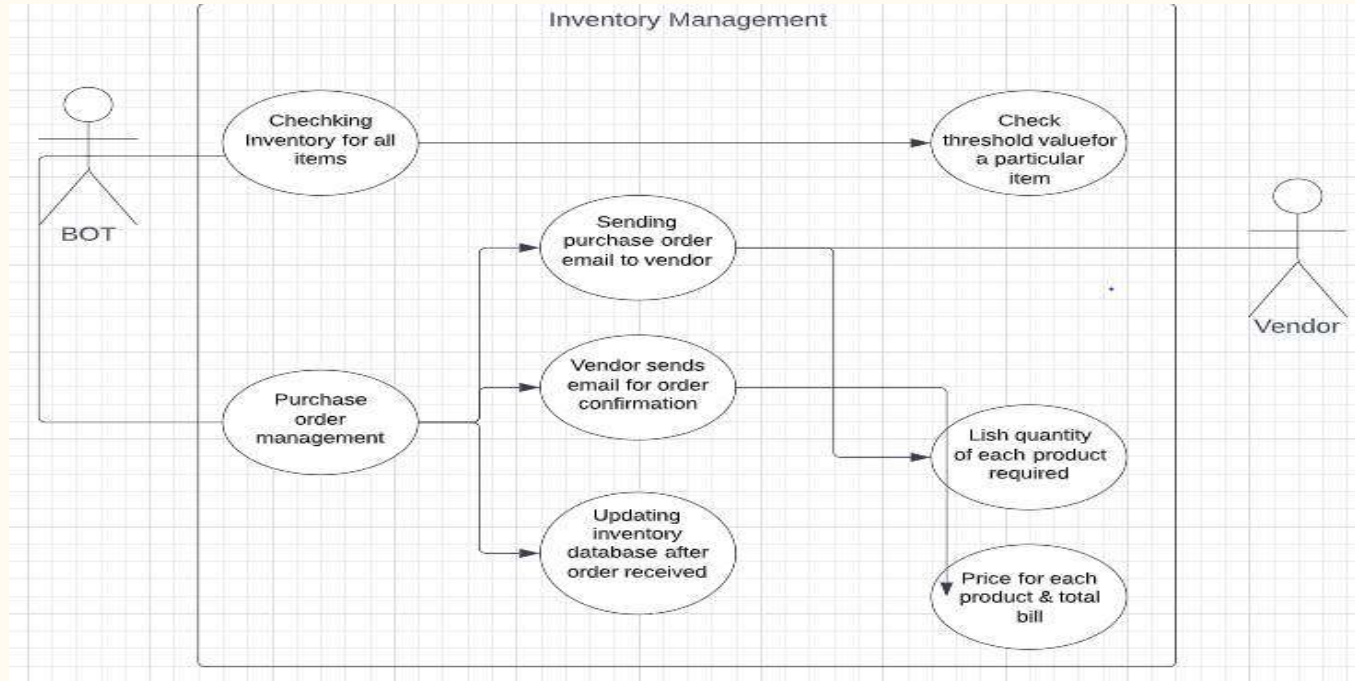 Inventory Management
Chechking
Inventory for all
items
Check
threshold valuefor
a particular
item
BOT
Sending
purchase order
email to vendor
Vendor
Vendor sends
email for order
confirmation
Purchase
order
management
Lish quantity
of each product
required
Updating
inventory
database after
order received
Price for each
product & total
bill